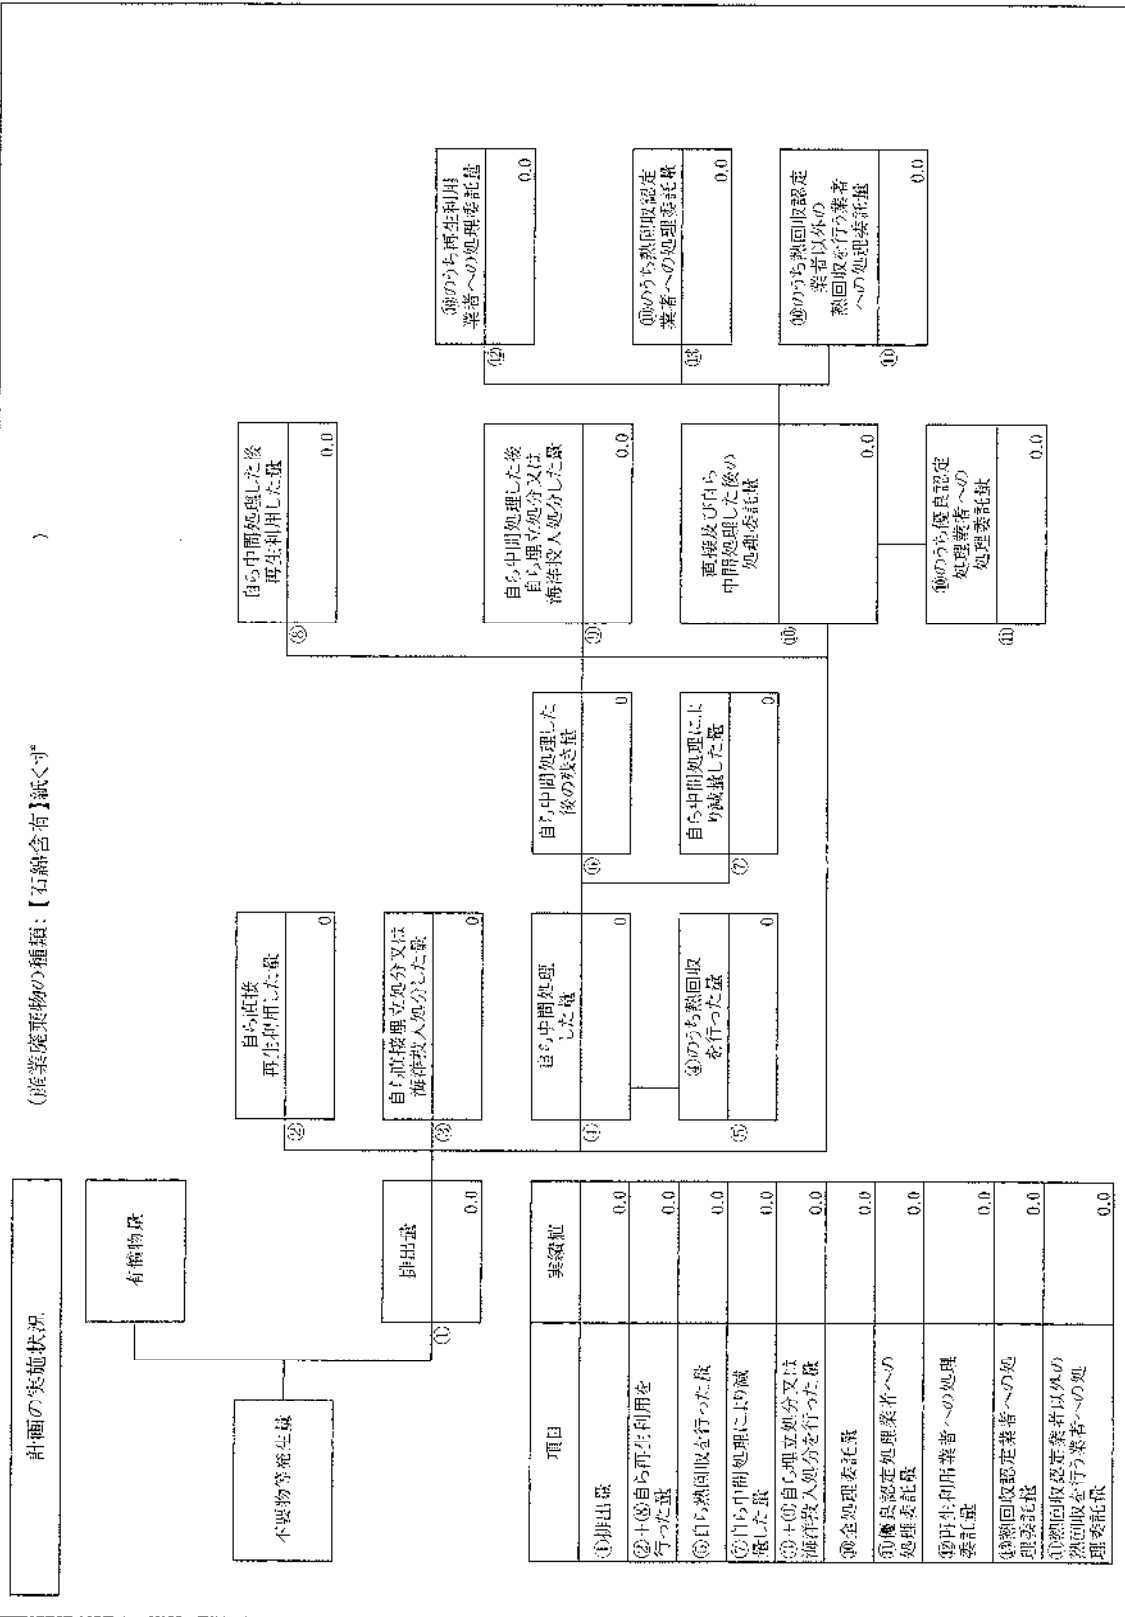 計画の実施状況
(産業廃棄物の種類:【石綿含有】紙くず
)
不要物等発生量
有償物量
①
排出量
0.0
②
自ら直接
再生利用した量
0
③
自ら直接埋立処分又は
海洋投入処分した量
0
④
自ら中間処理
した量
0
⑤
④のうち熱回収
を行った量
0
⑥
自ら中間処理した
後の残さ量
0
⑦
自ら中間処理によ
り減量した量
0
⑧
自ら中間処理した後
再生利用した量
0.0
⑨
自ら中間処理した後
自ら埋立処分又は
海洋投入処分した量
0.0
⑩
直接及び自ら
中間処理した後の
処理委託量
0.0
⑪
⑩のうち優良認定
処理業者への
処理委託量
0.0
⑫
⑩のうち再生利用
業者への処理委託量
0.0
⑬
⑩のうち熱回収認定
業者への処理委託量
0.0
⑭
⑩のうち熱回収認定
業者以外の
熱回収を行う業者
への処理委託量
0.0
項目 実績値
①排出量 0.0
②+⑧自ら再生利用を
行った量 0.0
⑤自ら熱回収を行った量 0.0
⑦自ら中間処理により減
量した量 0.0
③+⑨自ら埋立処分又は
海洋投入処分を行った量 0.0
⑩全処理委託量 0.0
⑪優良認定処理業者への
処理委託量 0.0
⑫再生利用業者への処理
委託量 0.0
⑬熱回収認定業者への処
理委託量 0.0
⑭熱回収認定業者以外の
熱回収を行う業者への処
理委託量 0.0